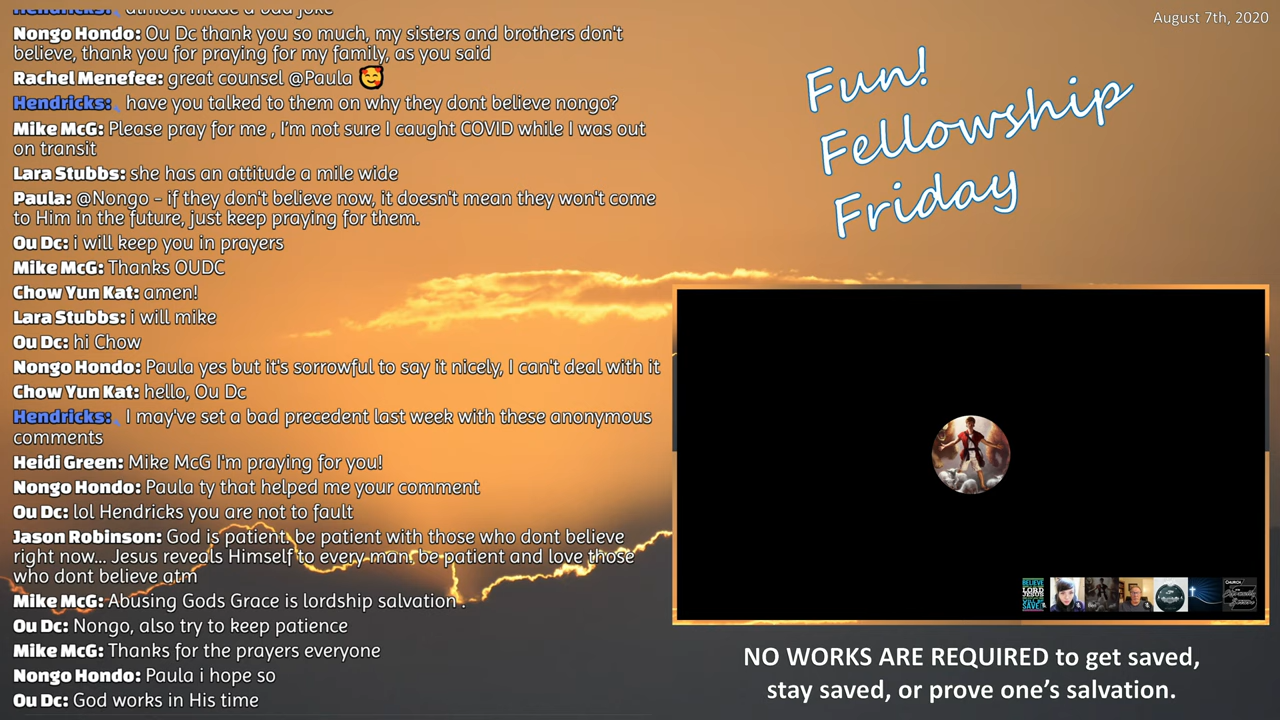 Hendricks: almost made a bad joke
Nongo Hondo: Ou Dc thank you so much, my sisters and brothers don't
believe, thank you for praying for my family, as you said
Rachel Menefee: great counsel @Paula 🥰
Hendricks: have you talked to them on why they dont believe nongo?
Mike McG: Please pray for me , I'm not sure I caught COVID while I was out
on transit
Lara Stubbs: she has an attitude a mile wide
Paula: @Nongo - if they don't believe now, it doesn't mean they won't come
to Him in the future, just keep praying for them.
Ou Dc: i will keep you in prayers
Mike McG: Thanks OUDC
Chow Yun Kat: amen!
Lara Stubbs: i will mike
Ou Dc: hi Chow
Nongo Hondo: Paula yes but it's sorrowful to say it nicely, I can't deal with it
Chow Yun Kat: hello, Ou Dc
Hendricks: I may've set a bad precedent last week with these anonymous
comments
Heidi Green: Mike McG I'm praying for you!
Nongo Hondo: Paula ty that helped me your comment
Ou Dc: lol Hendricks you are not to fault
Jason Robinson: God is patient. be patient with those who dont believe
right now... Jesus reveals Himself to every man. be patient and love those
who dont believe atm
Mike McG: Abusing Gods Grace is lordship salvation .
Ou Dc: Nongo, also try to keep patience
Mike McG: Thanks for the prayers everyone
Nongo Hondo: Paula i hope so
Ou Dc: God works in His time
August 7th, 2020
Fun!
Fellowship
Friday
BELIEVE
LORD
JESUS
SAVE
CHURCH
NO WORKS ARE REQUIRED to get saved,
stay saved, or prove one's salvation.